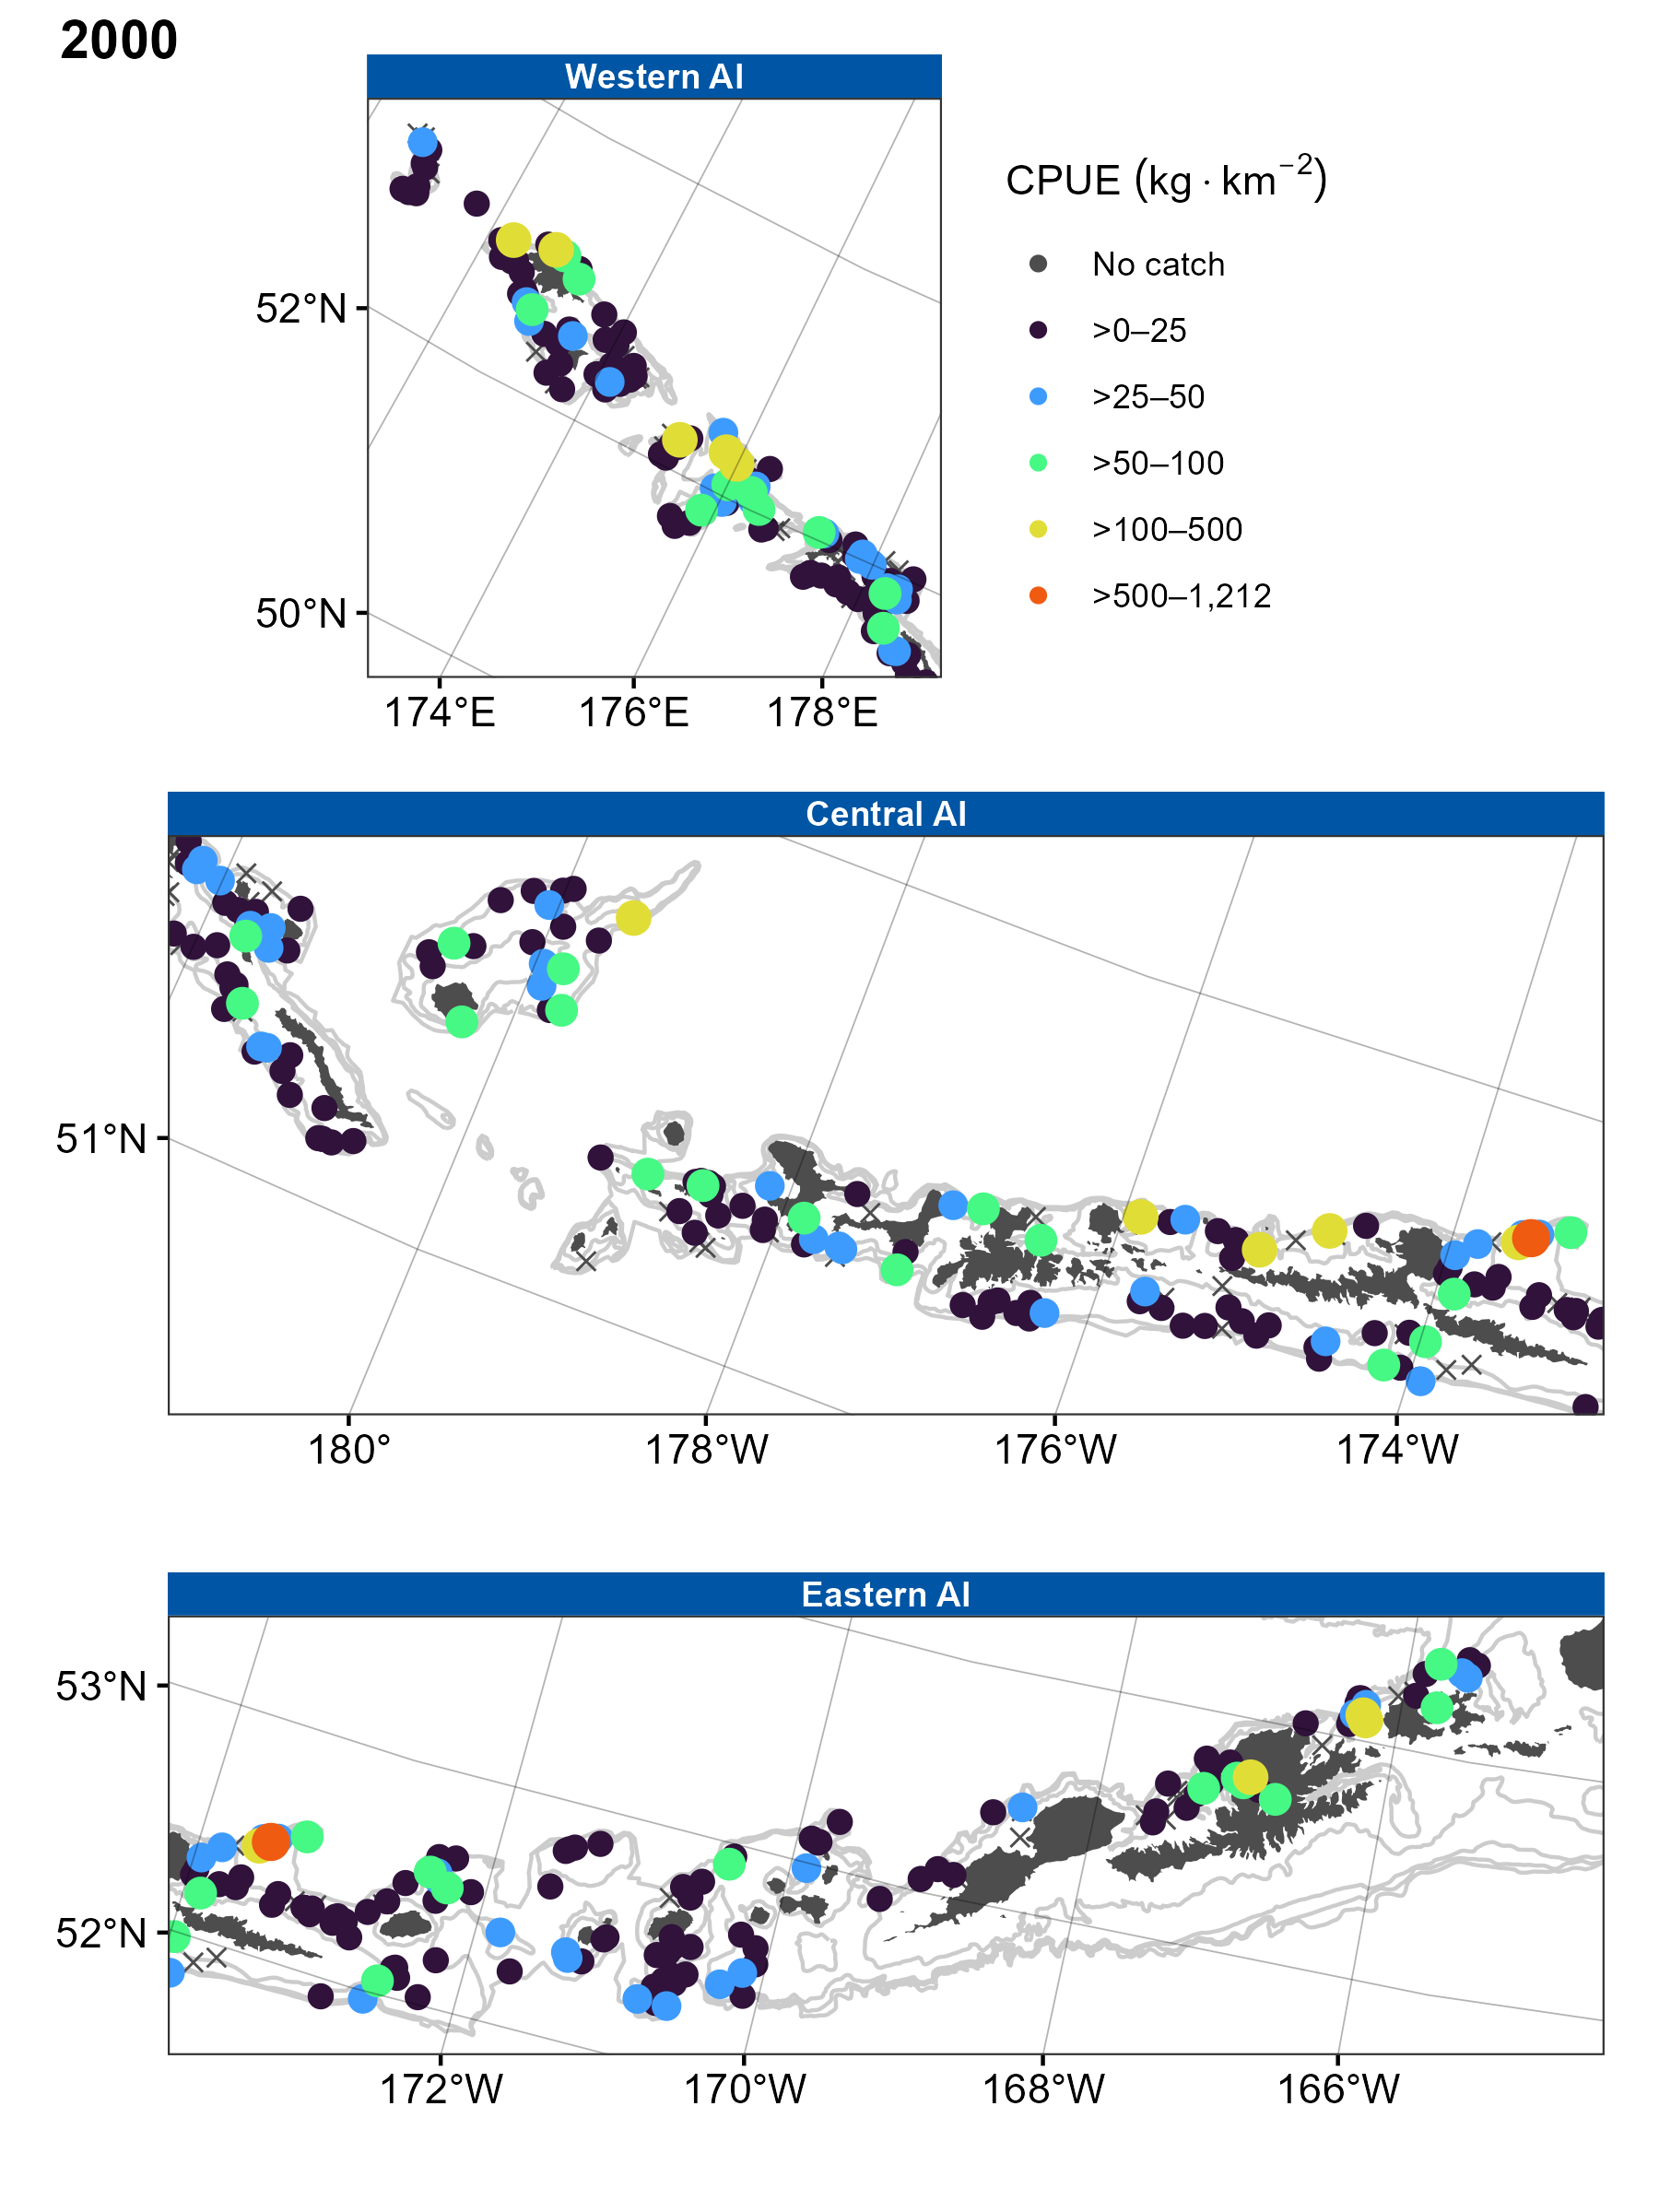 2000
Western AI
CPUE (kg · km⁻²)
No catch
>0–25
>25–50
>50–100
>100–500
>500–1,212
52°N
50°N
174°E 176°E 178°E
Central AI
51°N
180° 178°W 176°W 174°W
Eastern AI
53°N
52°N
172°W 170°W 168°W 166°W